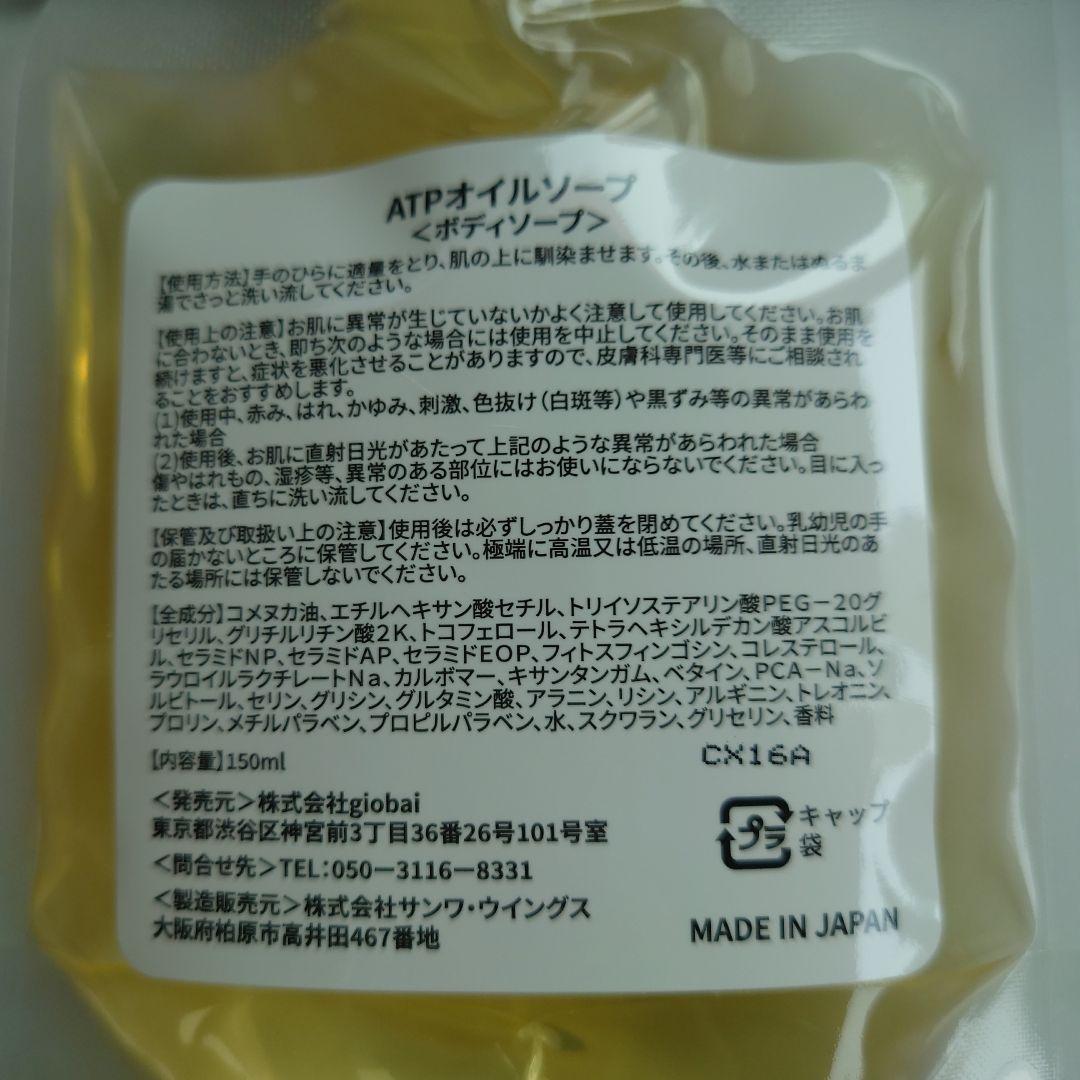 ATPオイルソープ
＜ボディソープ＞
【使用方法】手のひらに適量をとり、肌の上に馴染ませます。その後、水またはぬるま
湯でさっと洗い流してください。
【使用上の注意】お肌に異常が生じていないかよく注意して使用してください。お肌
に合わないとき、即ち次のような場合には使用を中止してください。そのまま使用を
続けますと、症状を悪化させることがありますので、皮膚科専門医等にご相談され
ることをおすすめします。
(1)使用中、赤み、はれ、かゆみ、刺激、色抜け（白斑等）や黒ずみ等の異常があらわ
れた場合
(2)使用後、お肌に直射日光があたって上記のような異常があらわれた場合
傷やはれもの、湿疹等、異常のある部位にはお使いにならないでください。目に入っ
たときは、直ちに洗い流してください。
【保管及び取扱い上の注意】使用後は必ずしっかり蓋を閉めてください。乳幼児の手
の届かないところに保管してください。極端に高温又は低温の場所、直射日光のあ
たる場所には保管しないでください。
【全成分】コメヌカ油、エチルヘキサン酸セチル、トリイソステアリン酸ＰＥＧ－２０グ
リセリル、グリチルリチン酸２Ｋ、トコフェロール、テトラヘキシルデカン酸アスコルビ
ル、セラミドＮＰ、セラミドＡＰ、セラミドＥＯＰ、フィトスフィンゴシン、コレステロール、
ラウロイルラクチレートＮａ、カルボマー、キサンタンガム、ベタイン、ＰＣＡ－Ｎａ、ソ
ルビトール、セリン、グリシン、グルタミン酸、アラニン、リシン、アルギニン、トレオニン、
プロリン、メチルパラベン、プロピルパラベン、水、スクワラン、グリセリン、香料
【内容量】150ml
CX16A
＜発売元＞株式会社giobai
東京都渋谷区神宮前3丁目36番26号101号室
＜問合せ先＞TEL：050－3116－8331
プラ
キャップ
袋
＜製造販売元＞株式会社サンワ・ウイングス
大阪府柏原市高井田467番地
MADE IN JAPAN